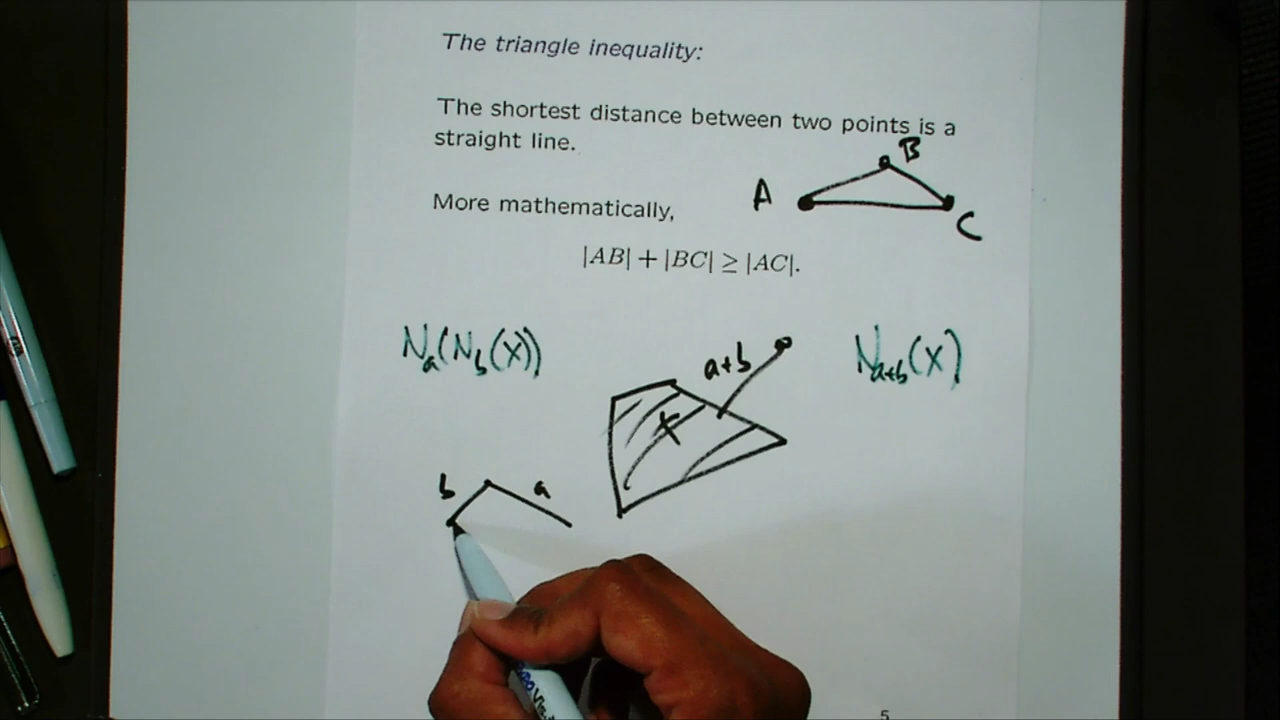 The triangle inequality:
The shortest distance between two points is a
straight line.
B
A
More mathematically,
C
|AB| + |BC| ≥ |AC|.
N_a(N_b(X))
a+b
N_{a+b}(X)
X
b
a
5